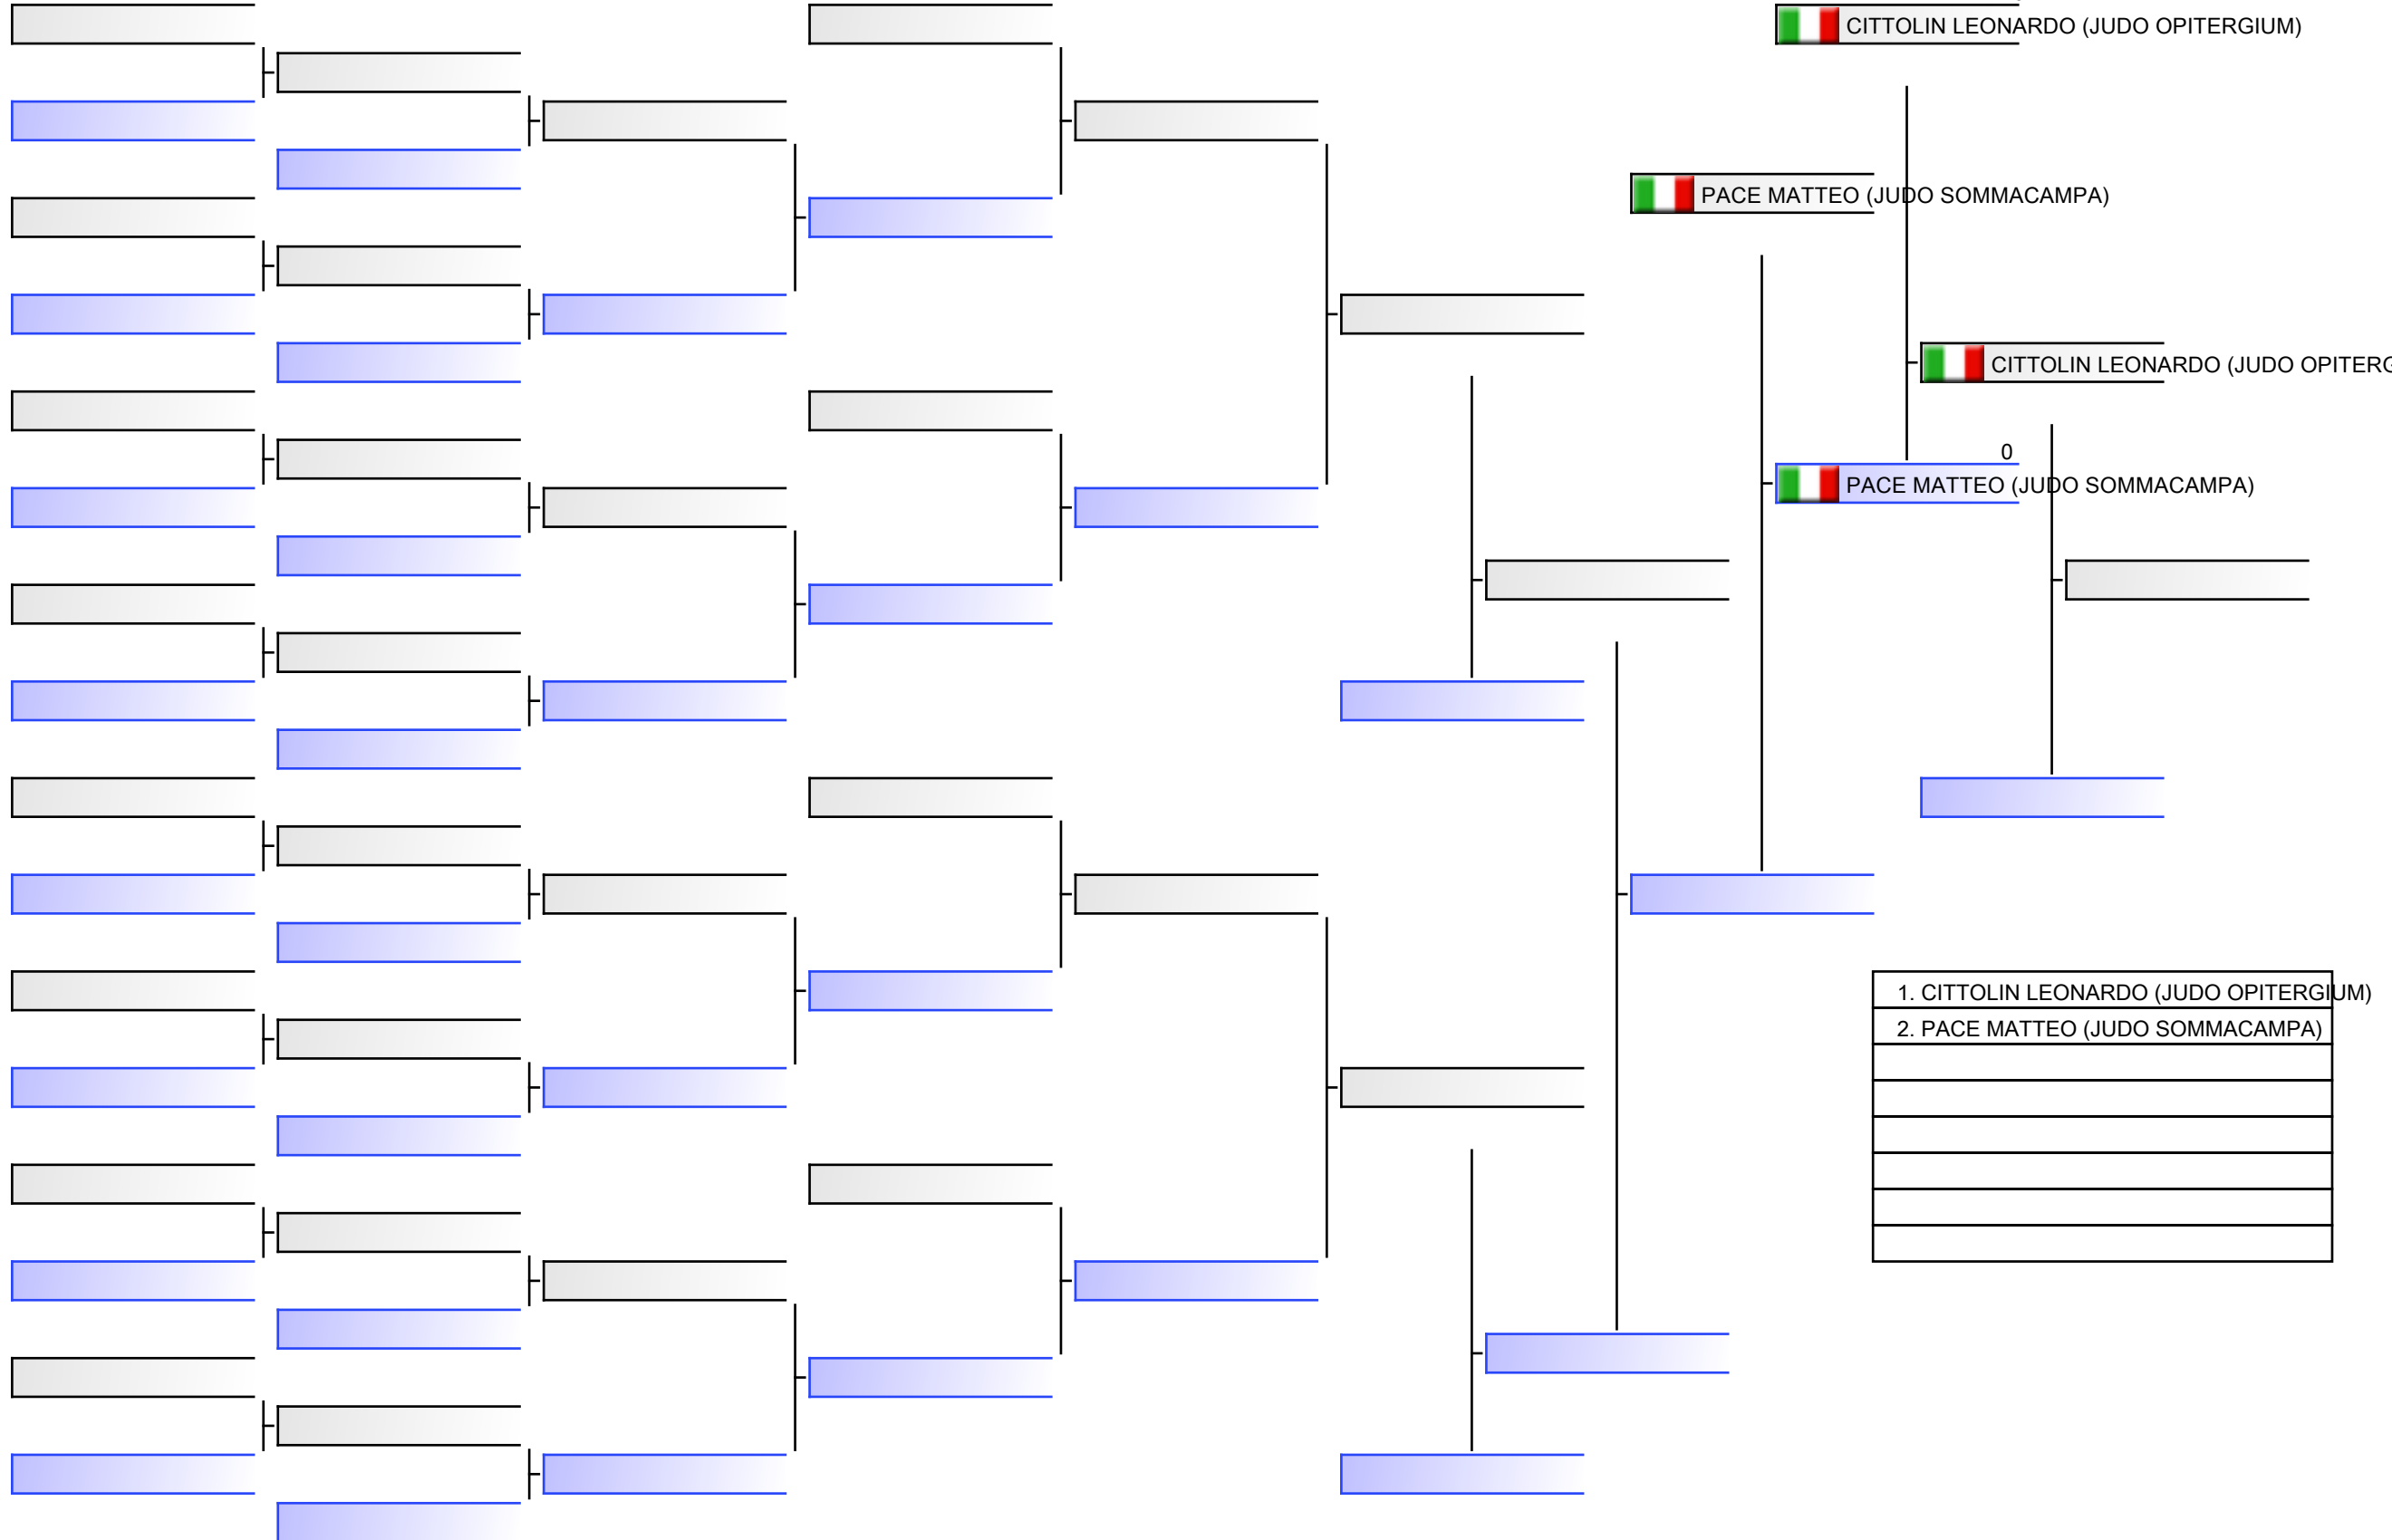 CITTOLIN LEONARDO (JUDO OPITERGIUM)
PACE MATTEO (JUDO SOMMACAMPA)
CITTOLIN LEONARDO (JUDO OPITERG
0
PACE MATTEO (JUDO SOMMACAMPA)
1. CITTOLIN LEONARDO (JUDO OPITERGIUM)
2. PACE MATTEO (JUDO SOMMACAMPA)